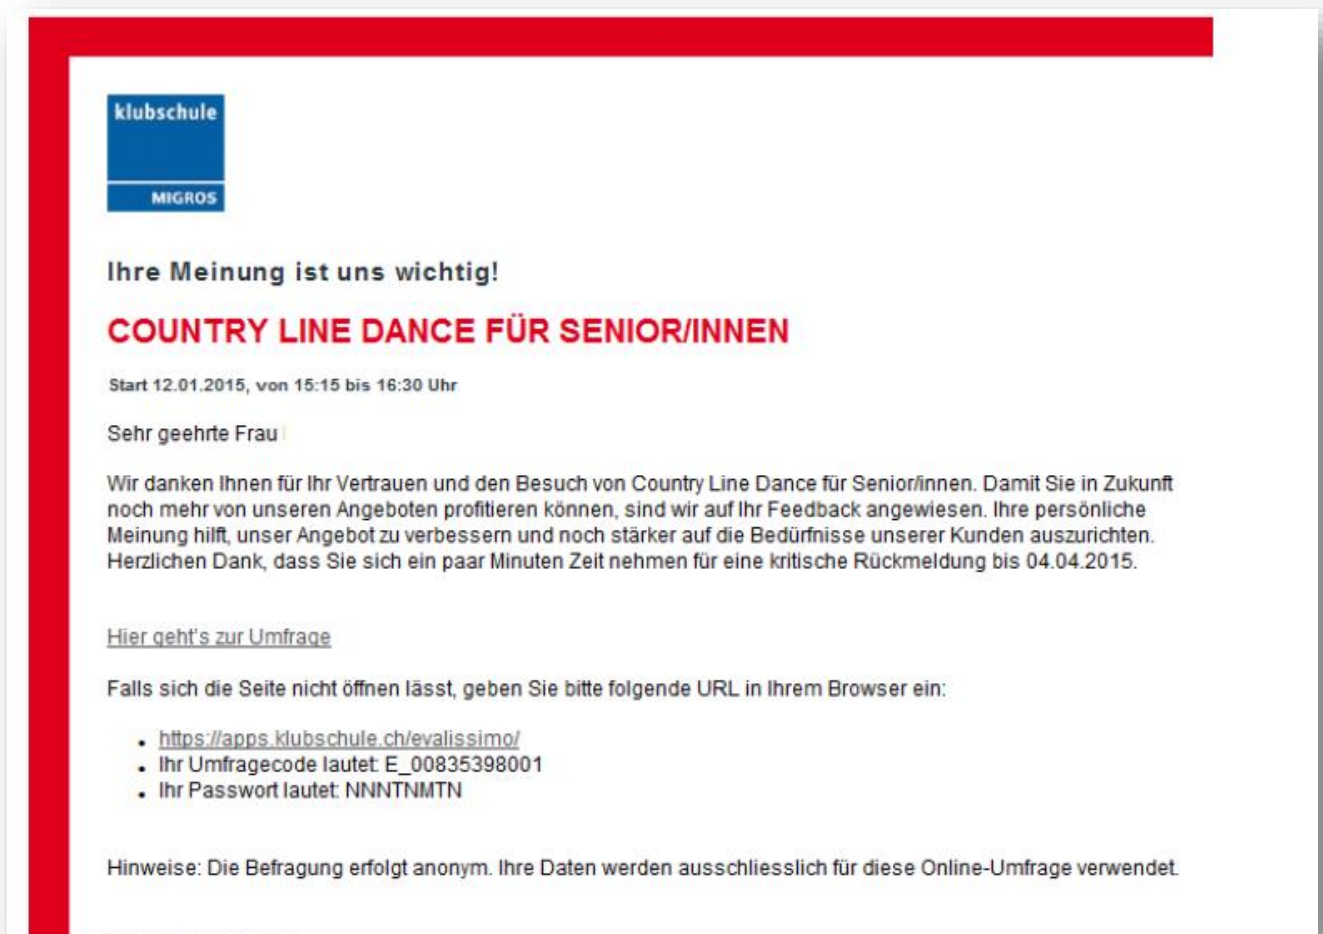 klubschule
MIGROS
Ihre Meinung ist uns wichtig!
COUNTRY LINE DANCE FÜR SENIOR/INNEN
Start 12.01.2015, von 15:15 bis 16:30 Uhr
Sehr geehrte Frau
Wir danken Ihnen für Ihr Vertrauen und den Besuch von Country Line Dance für Senior/innen. Damit Sie in Zukunft
noch mehr von unseren Angeboten profitieren können, sind wir auf Ihr Feedback angewiesen. Ihre persönliche
Meinung hilft, unser Angebot zu verbessern und noch stärker auf die Bedürfnisse unserer Kunden auszurichten.
Herzlichen Dank, dass Sie sich ein paar Minuten Zeit nehmen für eine kritische Rückmeldung bis 04.04.2015.
Hier geht's zur Umfrage
Falls sich die Seite nicht öffnen lässt, geben Sie bitte folgende URL in Ihrem Browser ein:
• https://apps.klubschule.ch/evalissimo/
• Ihr Umfragecode lautet: E_00835398001
• Ihr Passwort lautet: NNNTNMTN
Hinweise: Die Befragung erfolgt anonym. Ihre Daten werden ausschliesslich für diese Online-Umfrage verwendet.